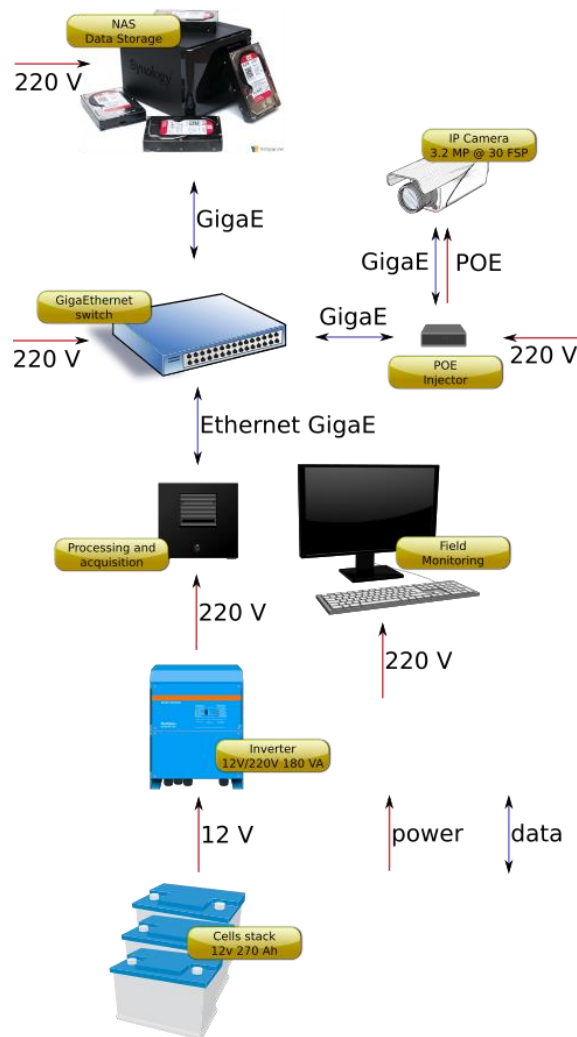 NAS
Data Storage
Synology
220 V
IP Camera
3.2 MP @ 30 FSP
GigaE
GigaE
POE
GigaEthernet
switch
GigaE
220 V
220 V
POE
Injector
Ethernet GigaE
Processing and
acquisition
Field
Monitoring
220 V
220 V
Inverter
12V/220V 180 VA
12 V
power
data
Cells stack
12v 270 Ah